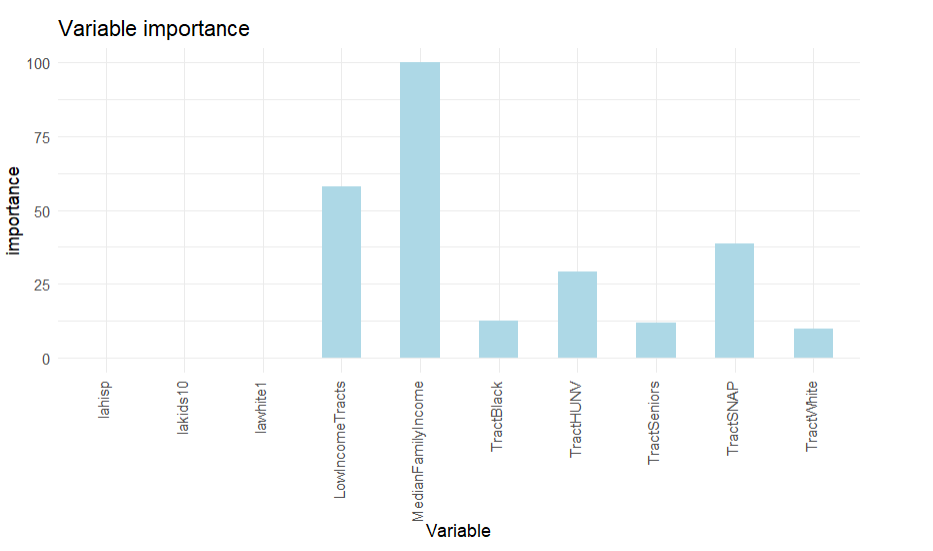 Variable importance
importance
100
75
50
25
0
lahisp
lakids10
lawhite1
LowIncomeTracts
MedianFamilyIncome
TractBlack
TractHUNV
TractSeniors
TractSNAP
TractWhite
Variable